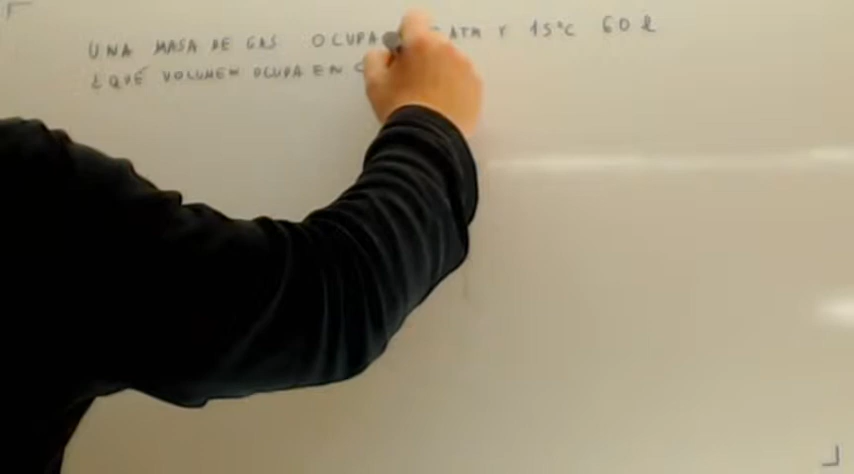 UNA MASA DE GAS OCUPA ATM Y 15°C 60 l
¿QUÉ VOLUMEN OCUPA EN C